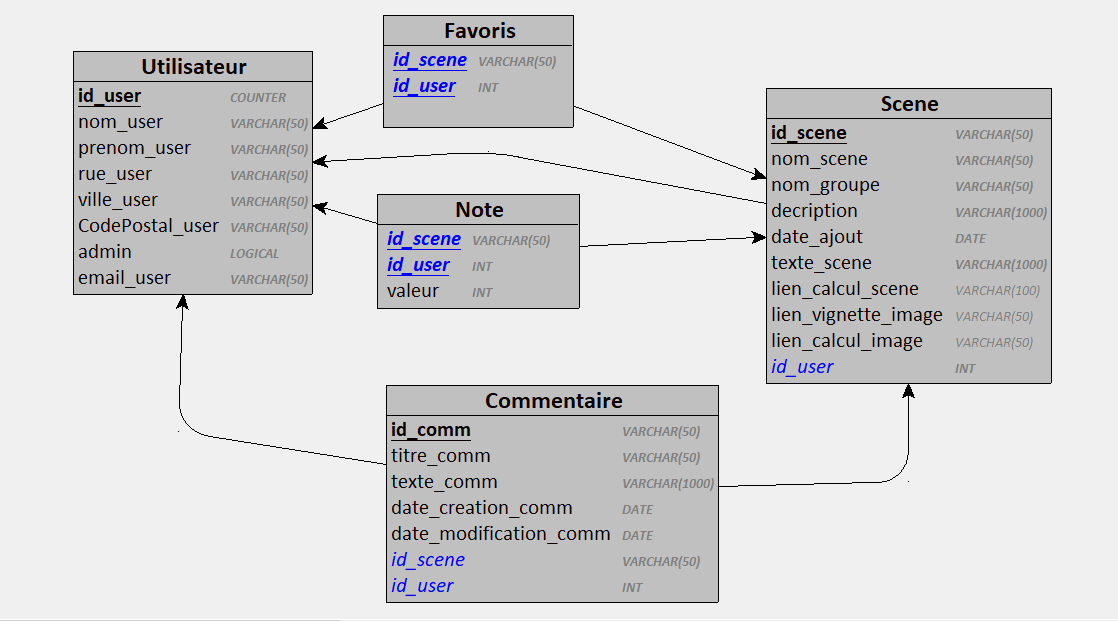 Favoris
id_scene VARCHAR(50)
id_user INT
Utilisateur
id_user COUNTER
nom_user VARCHAR(50)
prenom_user VARCHAR(50)
rue_user VARCHAR(50)
ville_user VARCHAR(50)
CodePostal_user VARCHAR(50)
admin LOGICAL
email_user VARCHAR(50)
Scene
id_scene VARCHAR(50)
nom_scene VARCHAR(50)
nom_groupe VARCHAR(50)
decription VARCHAR(1000)
date_ajout DATE
texte_scene VARCHAR(1000)
lien_calcul_scene VARCHAR(100)
lien_vignette_image VARCHAR(50)
lien_calcul_image VARCHAR(50)
id_user INT
Note
id_scene VARCHAR(50)
id_user INT
valeur INT
Commentaire
id_comm VARCHAR(50)
titre_comm VARCHAR(50)
texte_comm VARCHAR(1000)
date_creation_comm DATE
date_modification_comm DATE
id_scene VARCHAR(50)
id_user INT